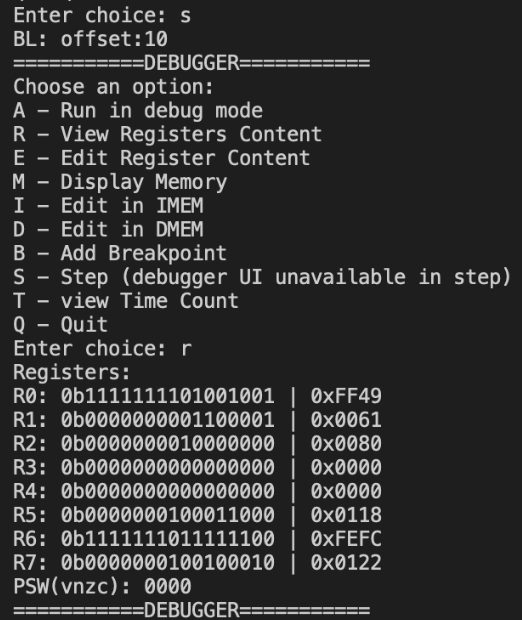 Enter choice: s
BL: offset:10
===========DEBUGGER===========
Choose an option:
A – Run in debug mode
R – View Registers Content
E – Edit Register Content
M – Display Memory
I – Edit in IMEM
D – Edit in DMEM
B – Add Breakpoint
S – Step (debugger UI unavailable in step)
T – view Time Count
Q – Quit
Enter choice: r
Registers:
R0: 0b1111111101001001 | 0xFF49
R1: 0b0000000001100001 | 0x0061
R2: 0b0000000010000000 | 0x0080
R3: 0b0000000000000000 | 0x0000
R4: 0b0000000000000000 | 0x0000
R5: 0b0000000100011000 | 0x0118
R6: 0b1111111011111100 | 0xFEFC
R7: 0b0000000100100010 | 0x0122
PSW(vnzc): 0000
===========DEBUGGER===========